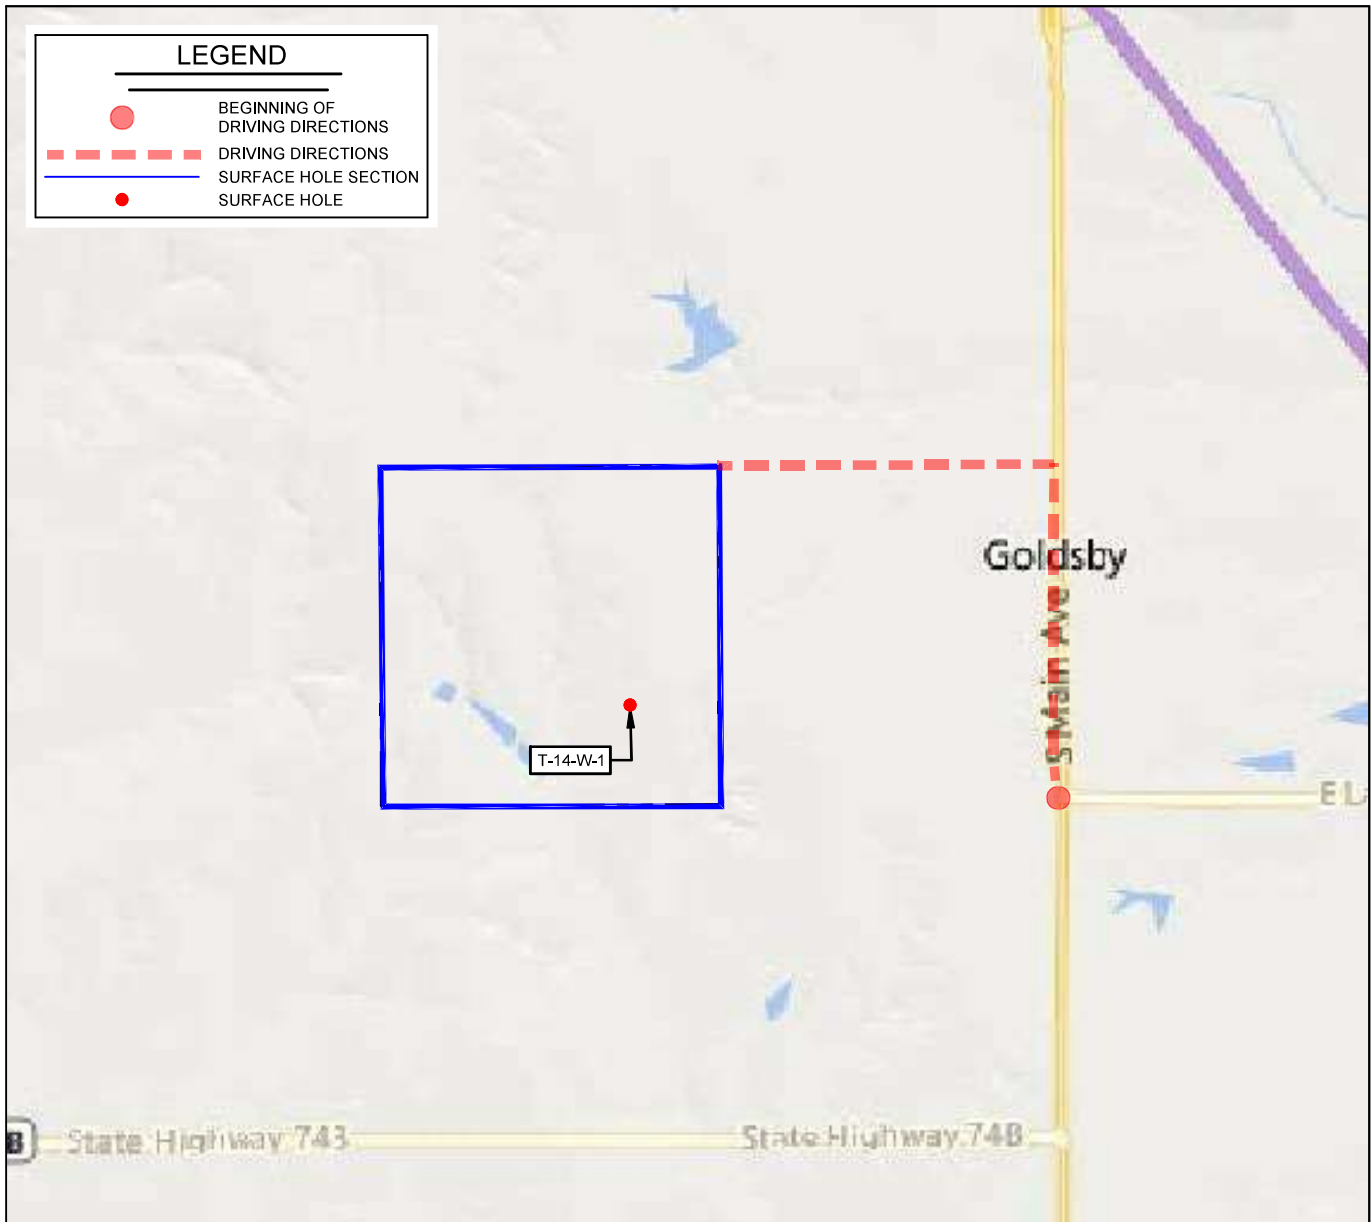 LEGEND
BEGINNING OF
DRIVING DIRECTIONS
DRIVING DIRECTIONS
SURFACE HOLE SECTION
SURFACE HOLE
Goldsby
S Main Ave
T-14-W-1
E L
B
State Highway 74B
State Highway 74B